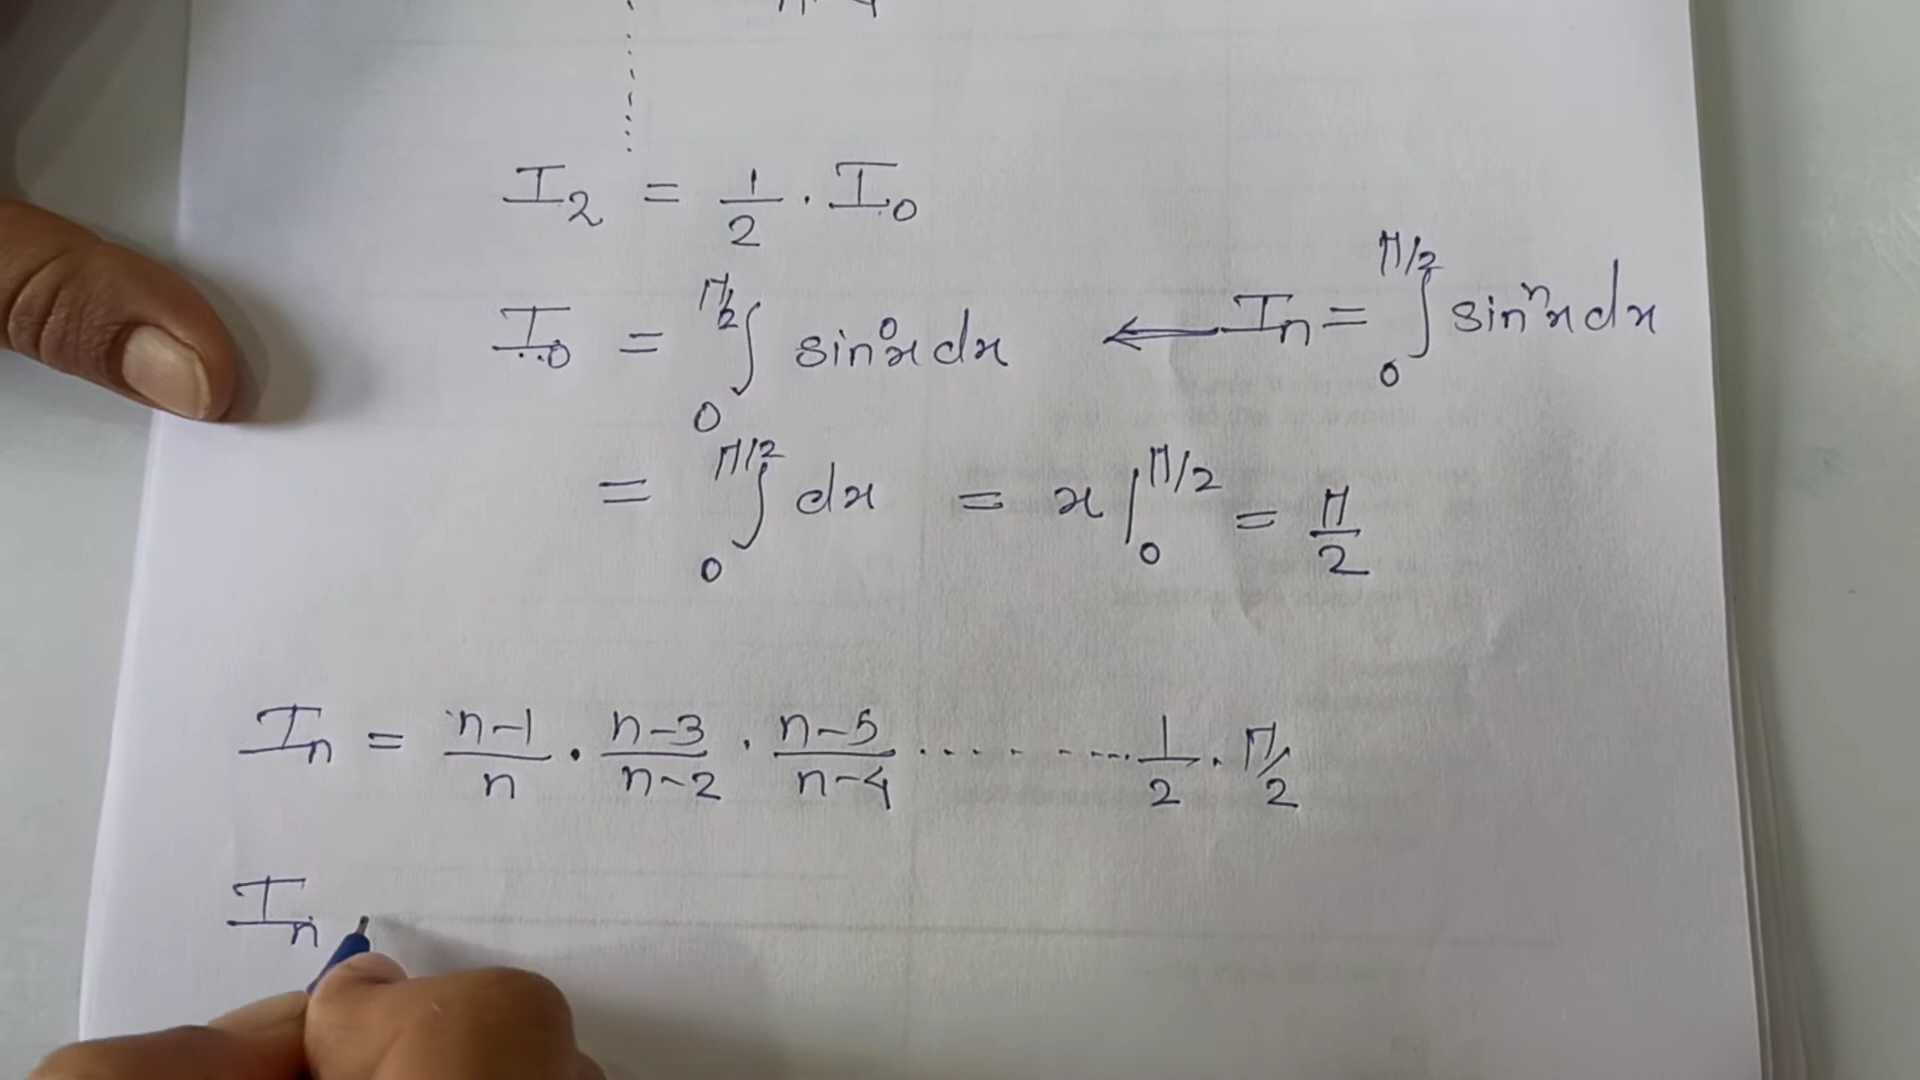 I₂ = 1/2 · I₀
I₀ = ∫₀^(π/2) sin⁰x dx ⟸ Iₙ = ∫₀^(π/2) sinⁿx dx
= ∫₀^(π/2) dx = x |₀^(π/2) = π/2
Iₙ = (n-1)/n · (n-3)/(n-2) · (n-5)/(n-4) ......... 1/2 · π/2
Iₙ